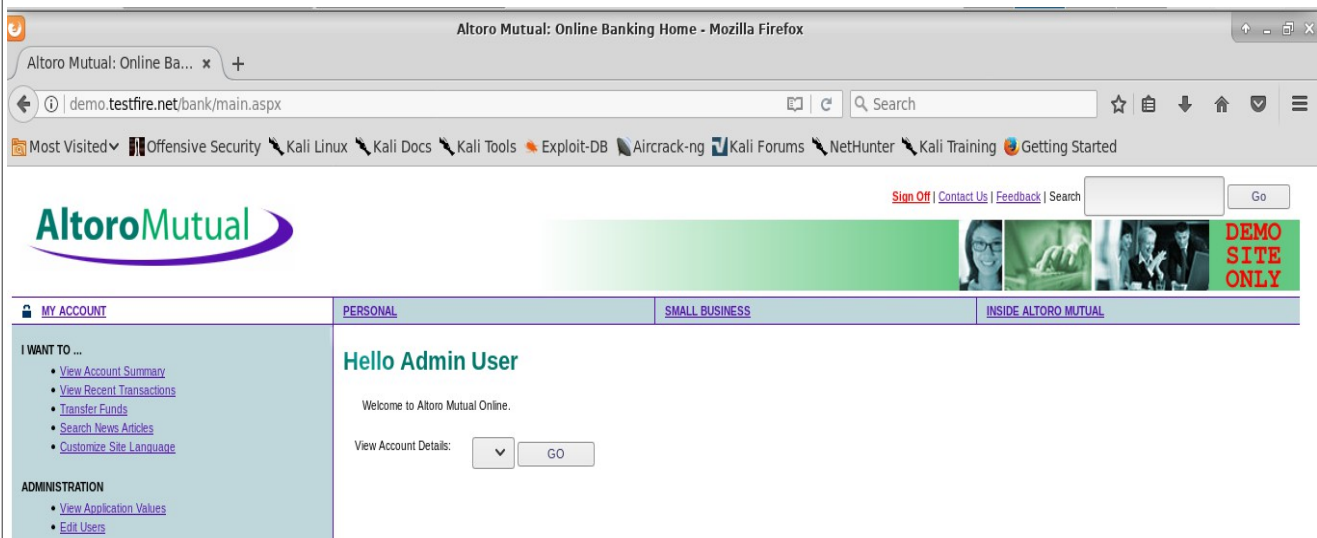 Altoro Mutual: Online Banking Home - Mozilla Firefox
Altoro Mutual: Online Ba...
demo.testfire.net/bank/main.aspx
Search
Most Visited Offensive Security Kali Linux Kali Docs Kali Tools Exploit-DB Aircrack-ng Kali Forums NetHunter Kali Training Getting Started
Sign Off | Contact Us | Feedback | Search Go
AltoroMutual
DEMO
SITE
ONLY
MY ACCOUNT PERSONAL SMALL BUSINESS INSIDE ALTORO MUTUAL
I WANT TO ...
• View Account Summary
• View Recent Transactions
• Transfer Funds
• Search News Articles
• Customize Site Language
ADMINISTRATION
• View Application Values
• Edit Users
Hello Admin User
Welcome to Altoro Mutual Online.
View Account Details: GO